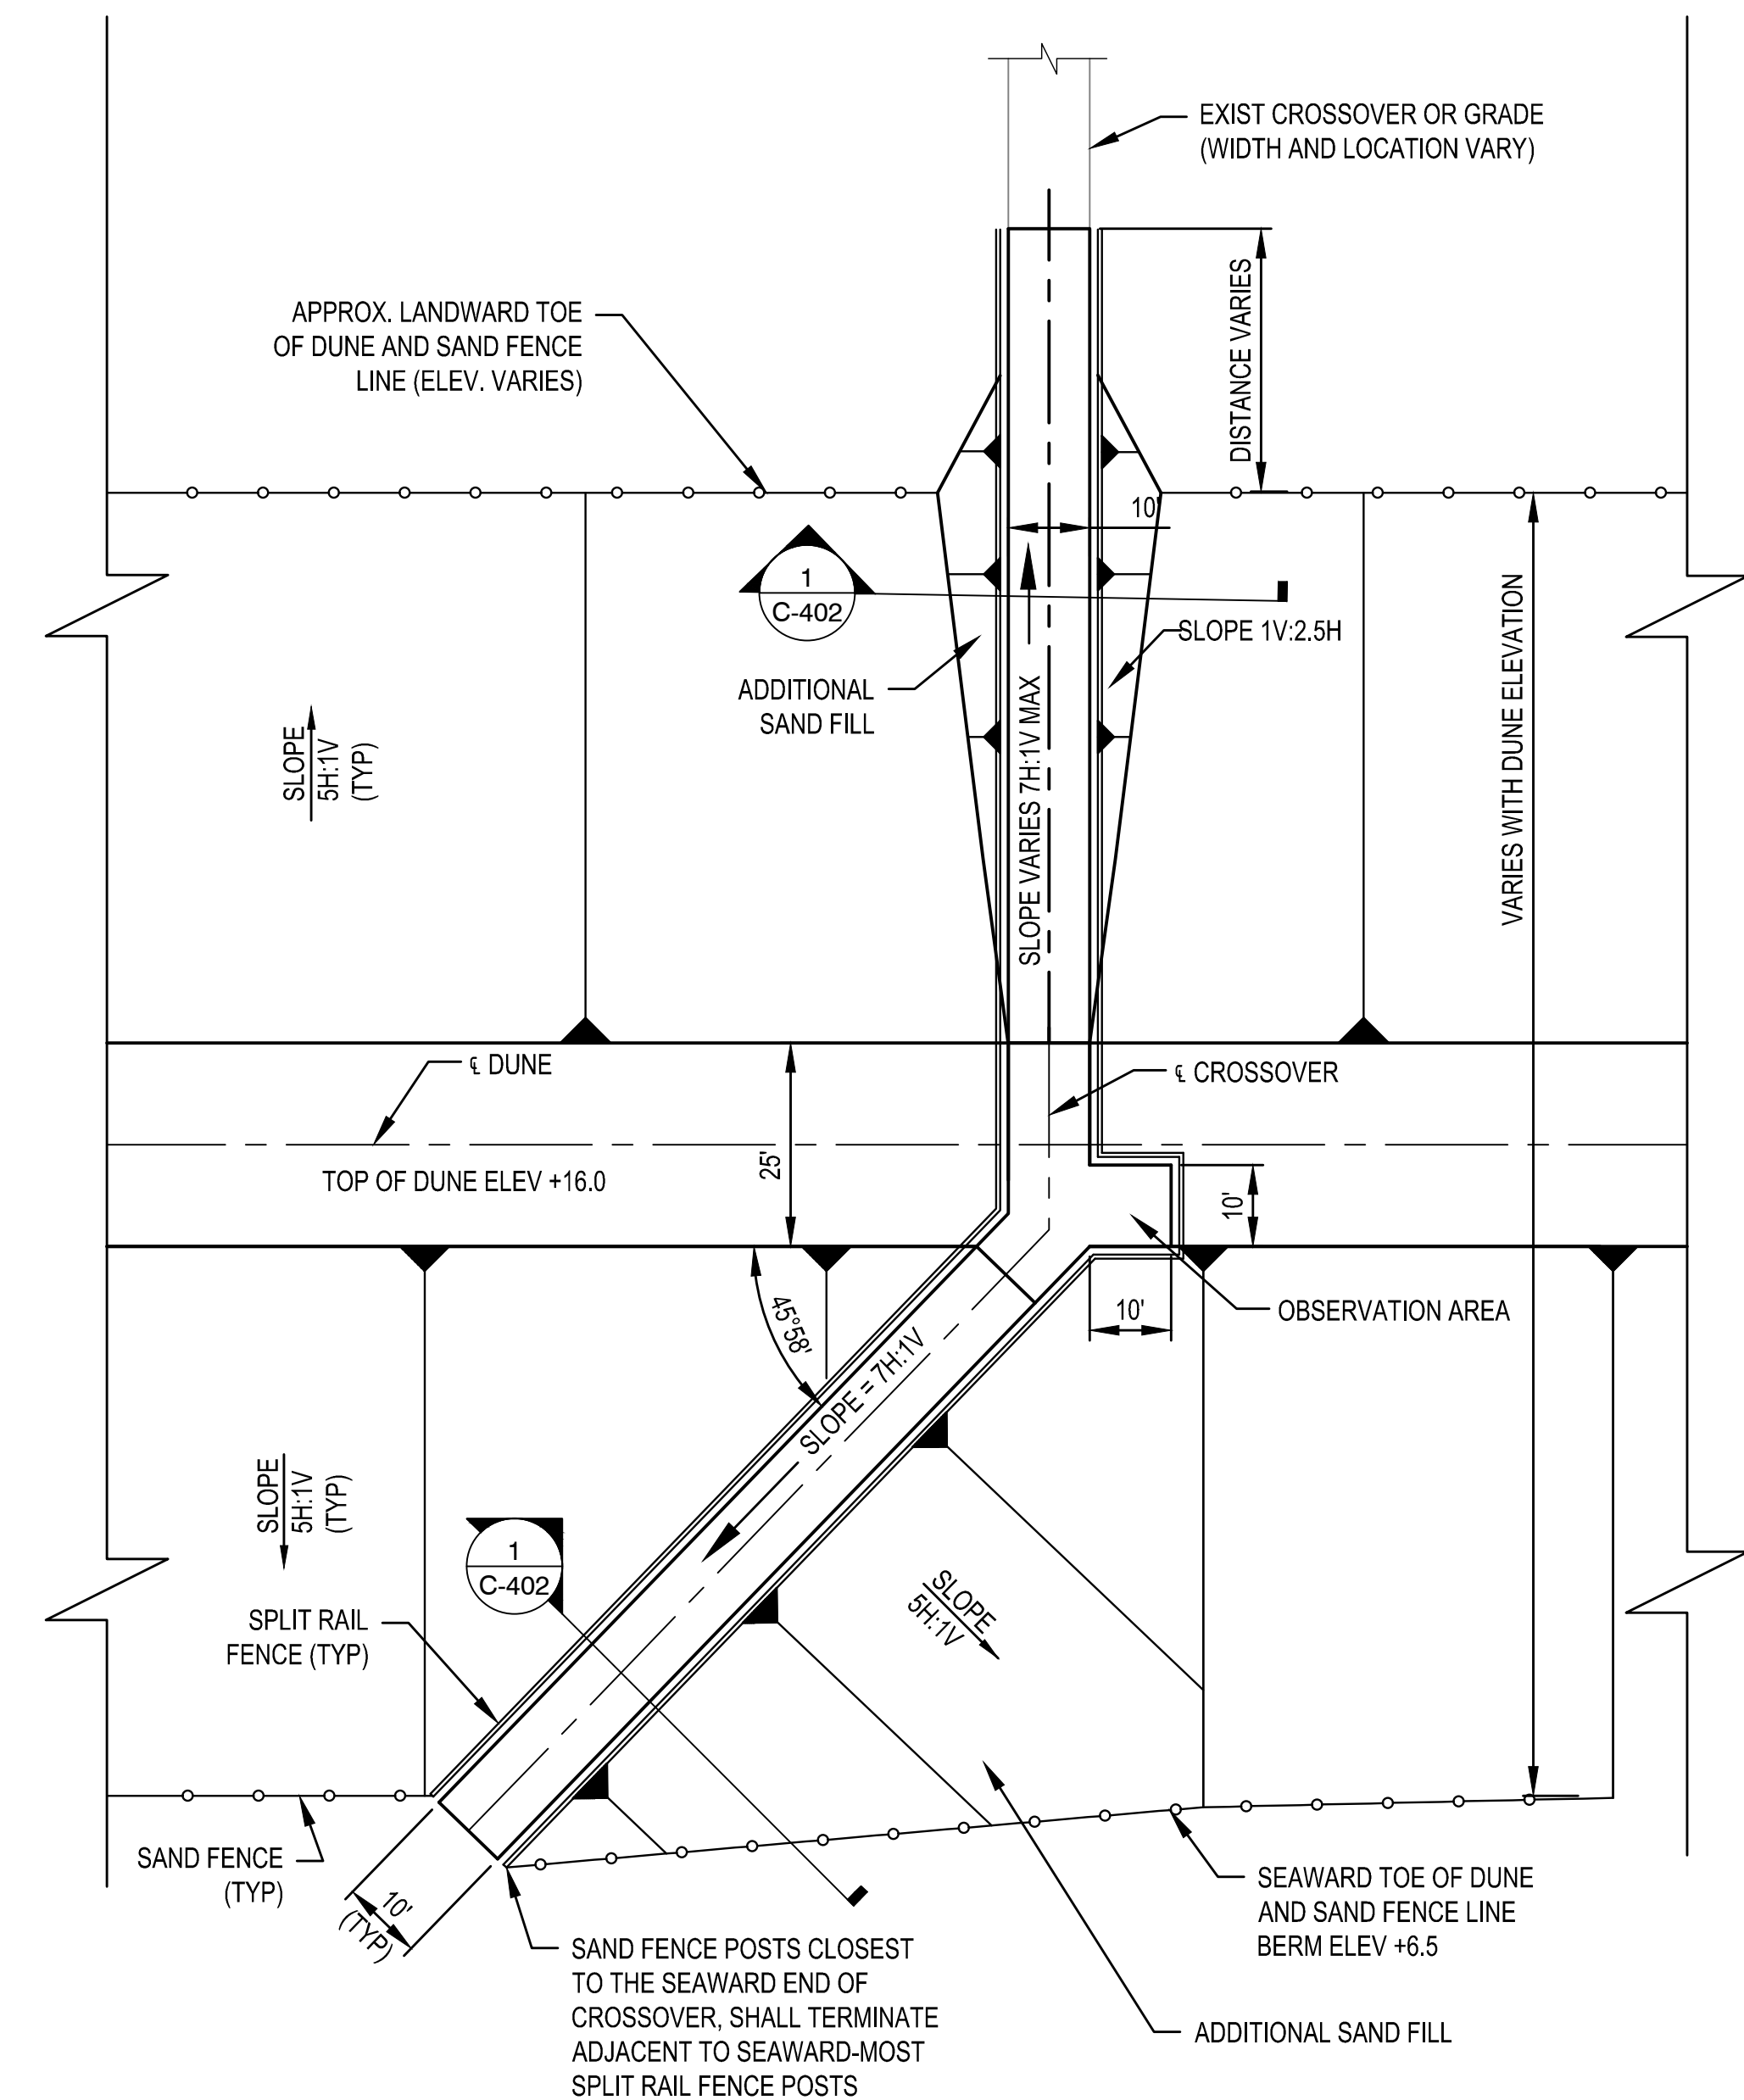 EXIST CROSSOVER OR GRADE
(WIDTH AND LOCATION VARY)
APPROX. LANDWARD TOE
OF DUNE AND SAND FENCE
LINE (ELEV. VARIES)
DISTANCE VARIES
10'
1
C-402
SLOPE 1V:2.5H
ADDITIONAL
SAND FILL
SLOPE VARIES 7H:1V MAX
VARIES WITH DUNE ELEVATION
SLOPE
5H:1V
(TYP)
℄ DUNE
℄ CROSSOVER
25'
TOP OF DUNE ELEV +16.0
10'
10'
OBSERVATION AREA
45°58'
SLOPE = 7H:1V
SLOPE
5H:1V
(TYP)
1
C-402
SLOPE
5H:1V
SPLIT RAIL
FENCE (TYP)
SAND FENCE
(TYP)
10'
(TYP)
SEAWARD TOE OF DUNE
AND SAND FENCE LINE
BERM ELEV +6.5
SAND FENCE POSTS CLOSEST
TO THE SEAWARD END OF
CROSSOVER, SHALL TERMINATE
ADJACENT TO SEAWARD-MOST
SPLIT RAIL FENCE POSTS
ADDITIONAL SAND FILL